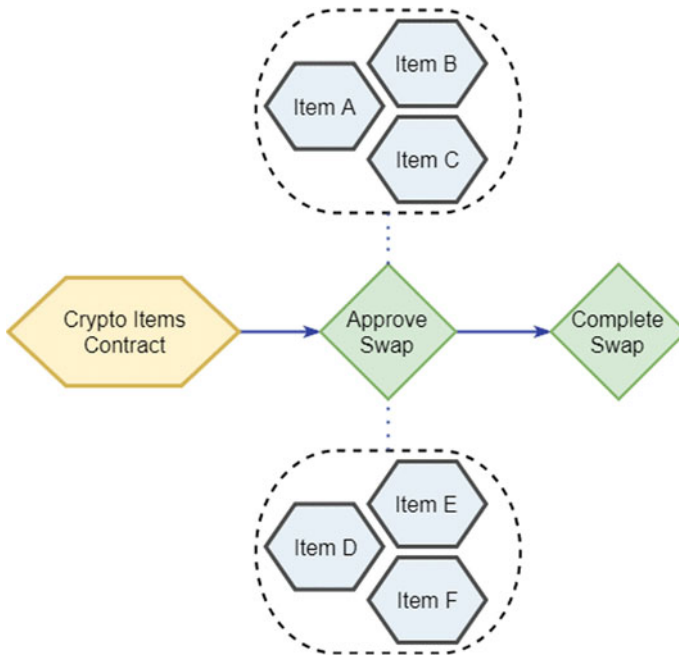 Item B
Item A
Item C
Crypto Items
Contract
Approve
Swap
Complete
Swap
Item E
Item D
Item F